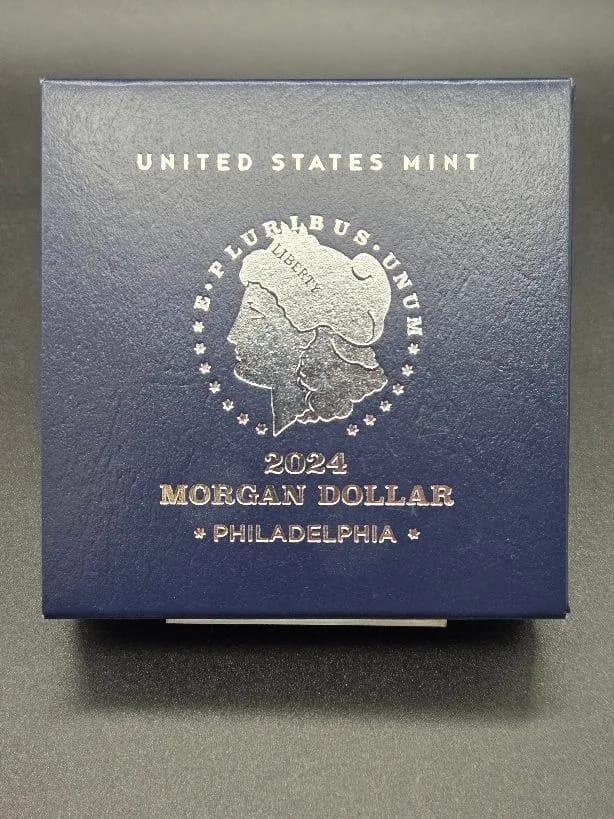 UNITED STATES MINT
E·PLURIBUS·UNUM
LIBERTY
2024
MORGAN DOLLAR
PHILADELPHIA